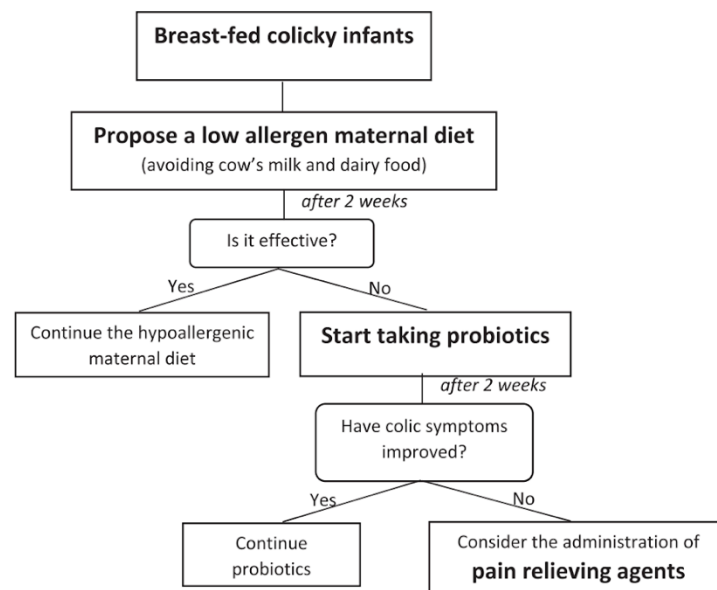 Breast-fed colicky infants
Propose a low allergen maternal diet
(avoiding cow's milk and dairy food)
after 2 weeks
Is it effective?
Yes
No
Continue the hypoallergenic
maternal diet
Start taking probiotics
after 2 weeks
Have colic symptoms
improved?
Yes
No
Continue
probiotics
Consider the administration of
pain relieving agents